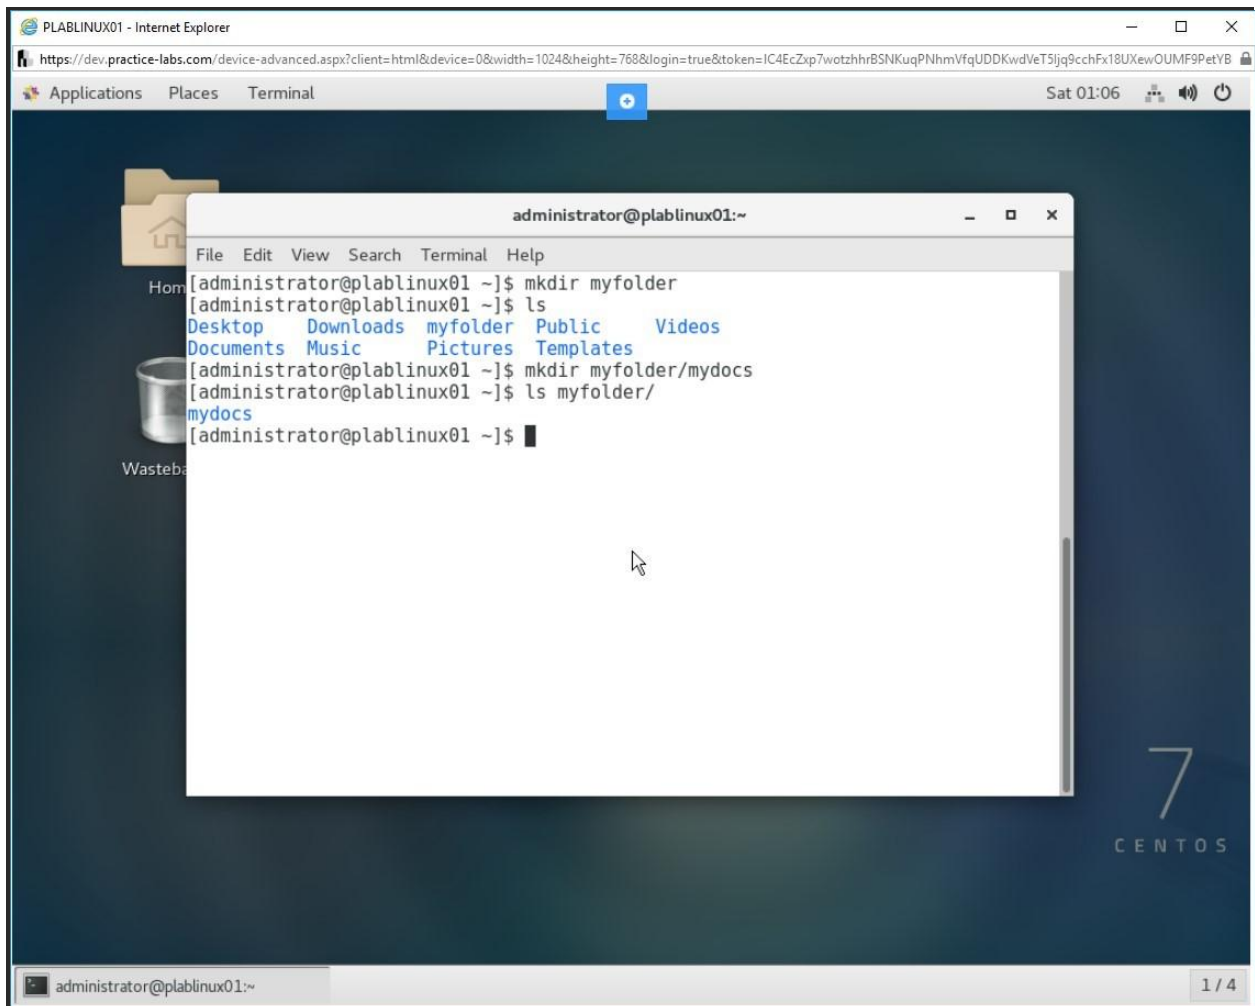 PLABLINUX01 - Internet Explorer
https://dev.practice-labs.com/device-advanced.aspx?client=html&device=0&width=1024&height=768&login=true&token=IC4EcZxp7wotzhhrBSNKuqPNhmVfqUDDKwdVeT5Ijq9cchFx18UXewOUMF9PetYB
Applications Places Terminal Sat 01:06
administrator@plablinux01:~
File Edit View Search Terminal Help
[administrator@plablinux01 ~]$ mkdir myfolder
[administrator@plablinux01 ~]$ ls
Desktop Downloads myfolder Public Videos
Documents Music Pictures Templates
[administrator@plablinux01 ~]$ mkdir myfolder/mydocs
[administrator@plablinux01 ~]$ ls myfolder/
mydocs
[administrator@plablinux01 ~]$
Hom
Wasteba
7
CENTOS
administrator@plablinux01:~ 1 / 4